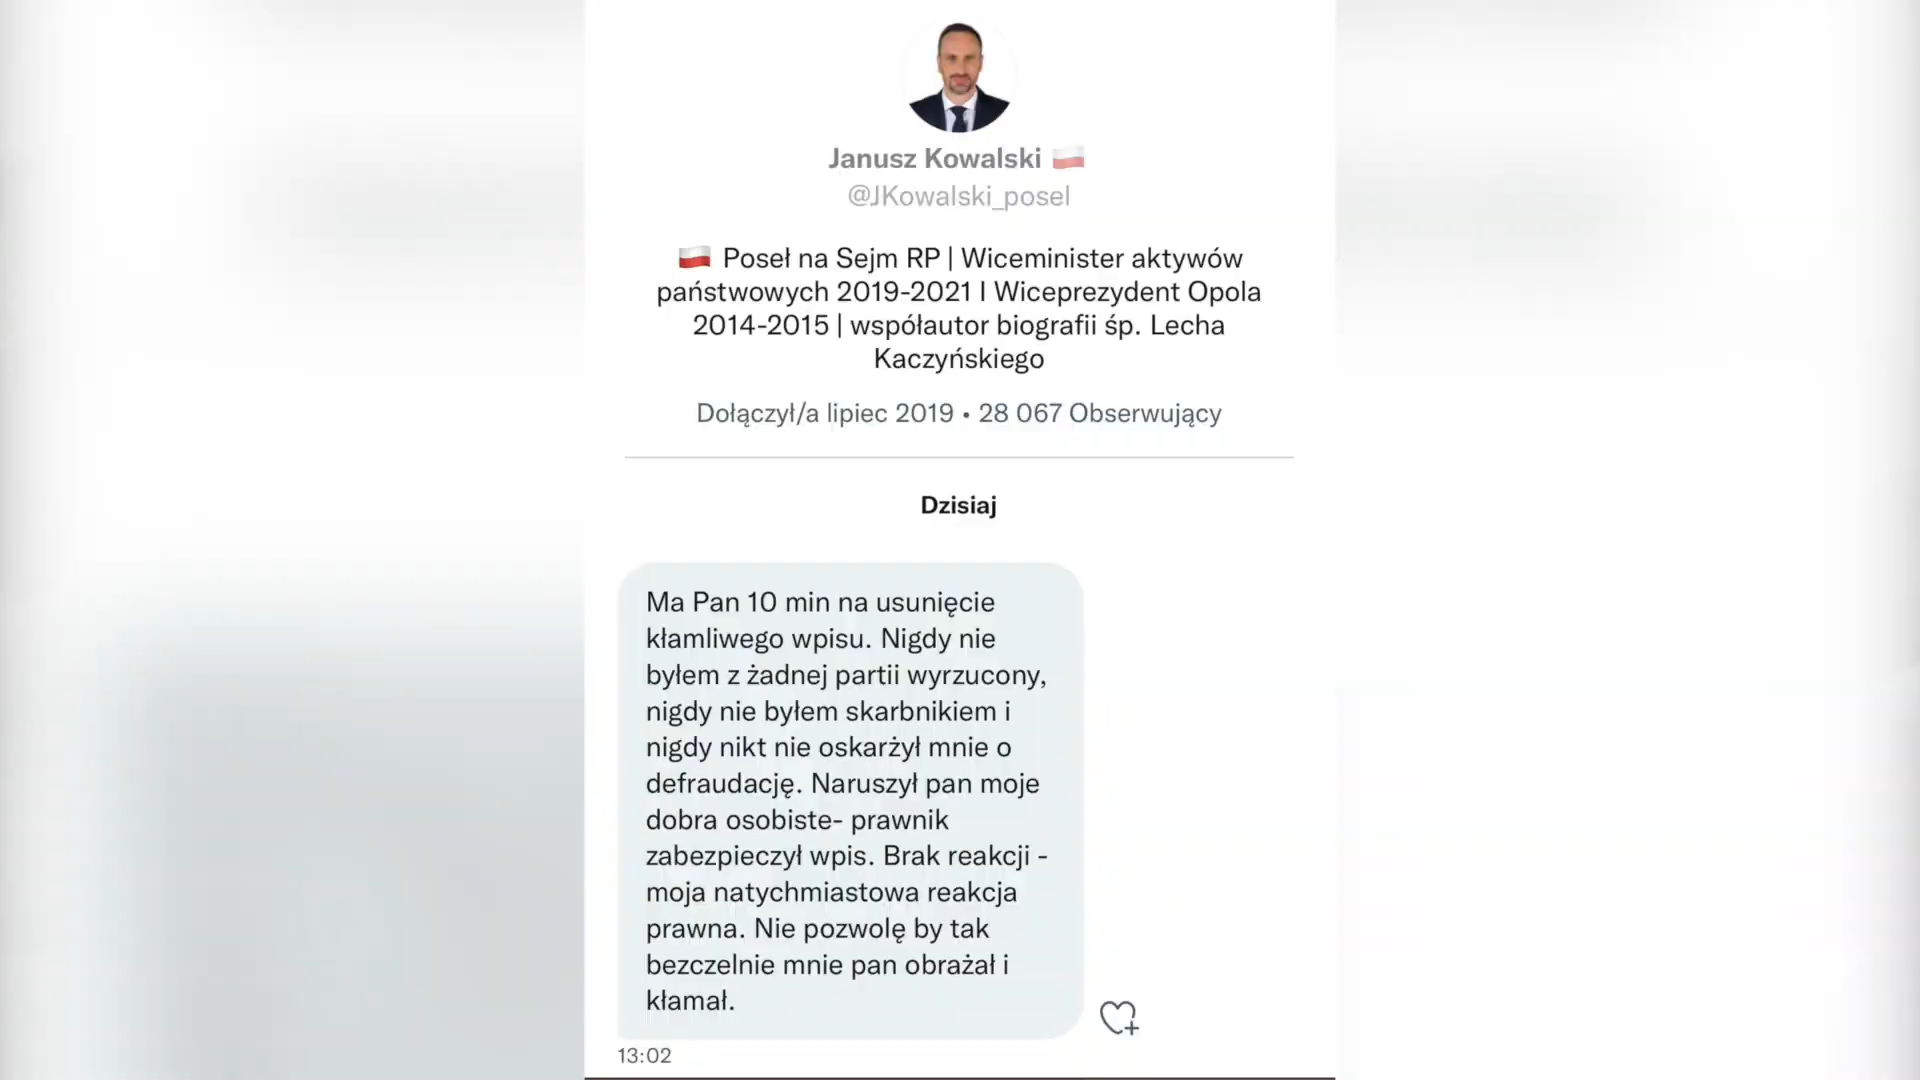 Janusz Kowalski 🇵🇱
@JKowalski_posel
🇵🇱 Poseł na Sejm RP | Wiceminister aktywów
państwowych 2019-2021 I Wiceprezydent Opola
2014-2015 | współautor biografii śp. Lecha
Kaczyńskiego
Dołączył/a lipiec 2019 • 28 067 Obserwujący
Dzisiaj
Ma Pan 10 min na usunięcie
kłamliwego wpisu. Nigdy nie
byłem z żadnej partii wyrzucony,
nigdy nie byłem skarbnikiem i
nigdy nikt nie oskarżył mnie o
defraudację. Naruszył pan moje
dobra osobiste- prawnik
zabezpieczył wpis. Brak reakcji -
moja natychmiastowa reakcja
prawna. Nie pozwolę by tak
bezczelnie mnie pan obrażał i
kłamał.
13:02